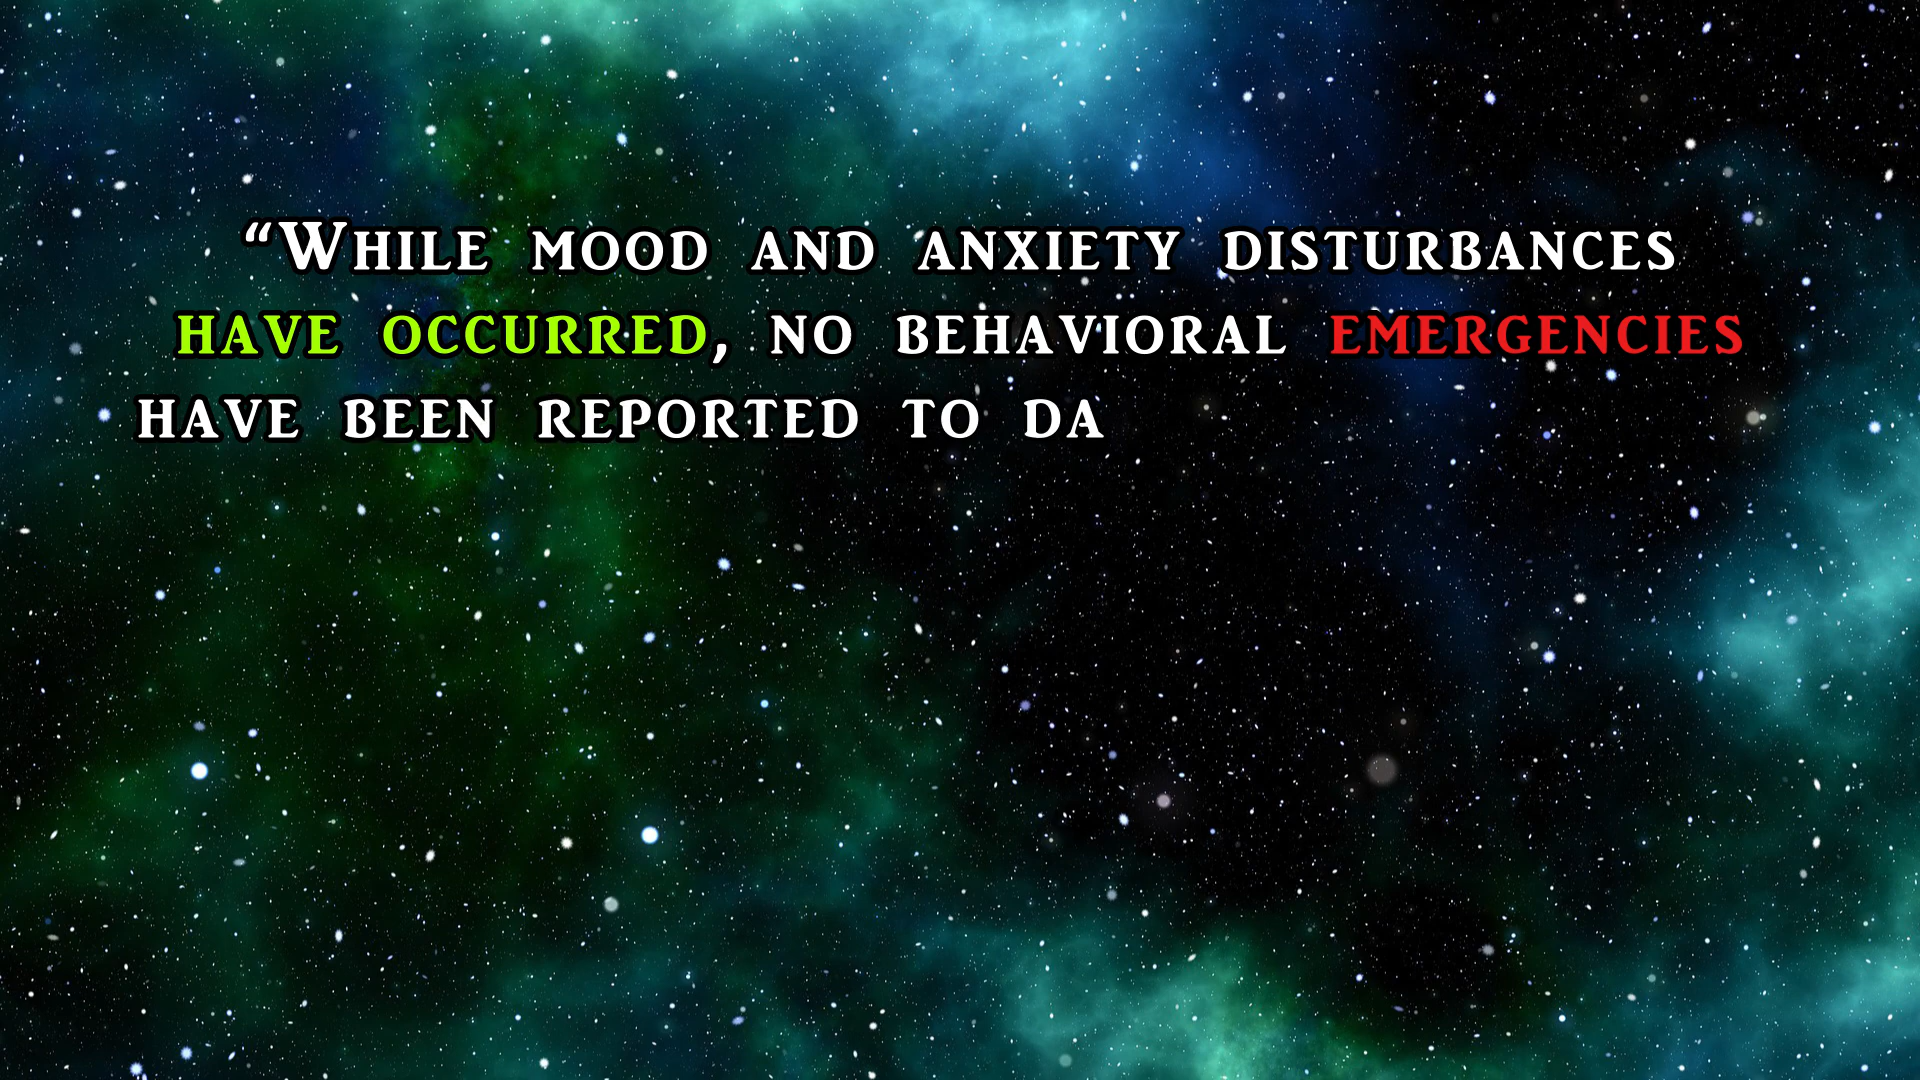 “While mood and anxiety disturbances
have occurred, no behavioral emergencies
have been reported to da